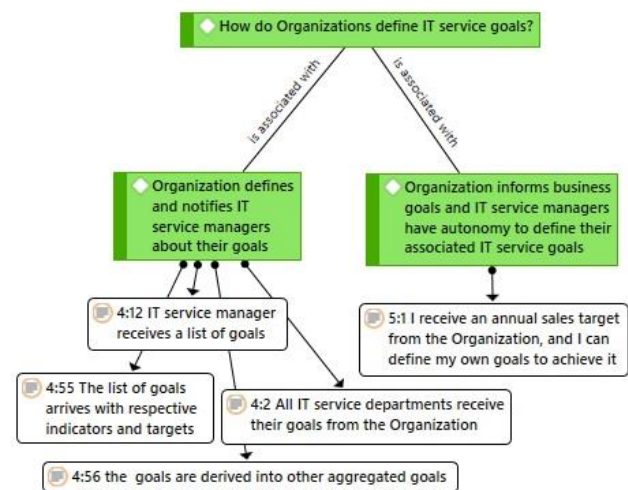 How do Organizations define IT service goals?
is associated with
is associated with
Organization defines
and notifies IT
service managers
about their goals
Organization informs business
goals and IT service managers
have autonomy to define their
associated IT service goals
4:12 IT service manager
receives a list of goals
5:1 I receive an annual sales target
from the Organization, and I can
define my own goals to achieve it
4:55 The list of goals
arrives with respective
indicators and targets
4:2 All IT service departments receive
their goals from the Organization
4:56 the goals are derived into other aggregated goals